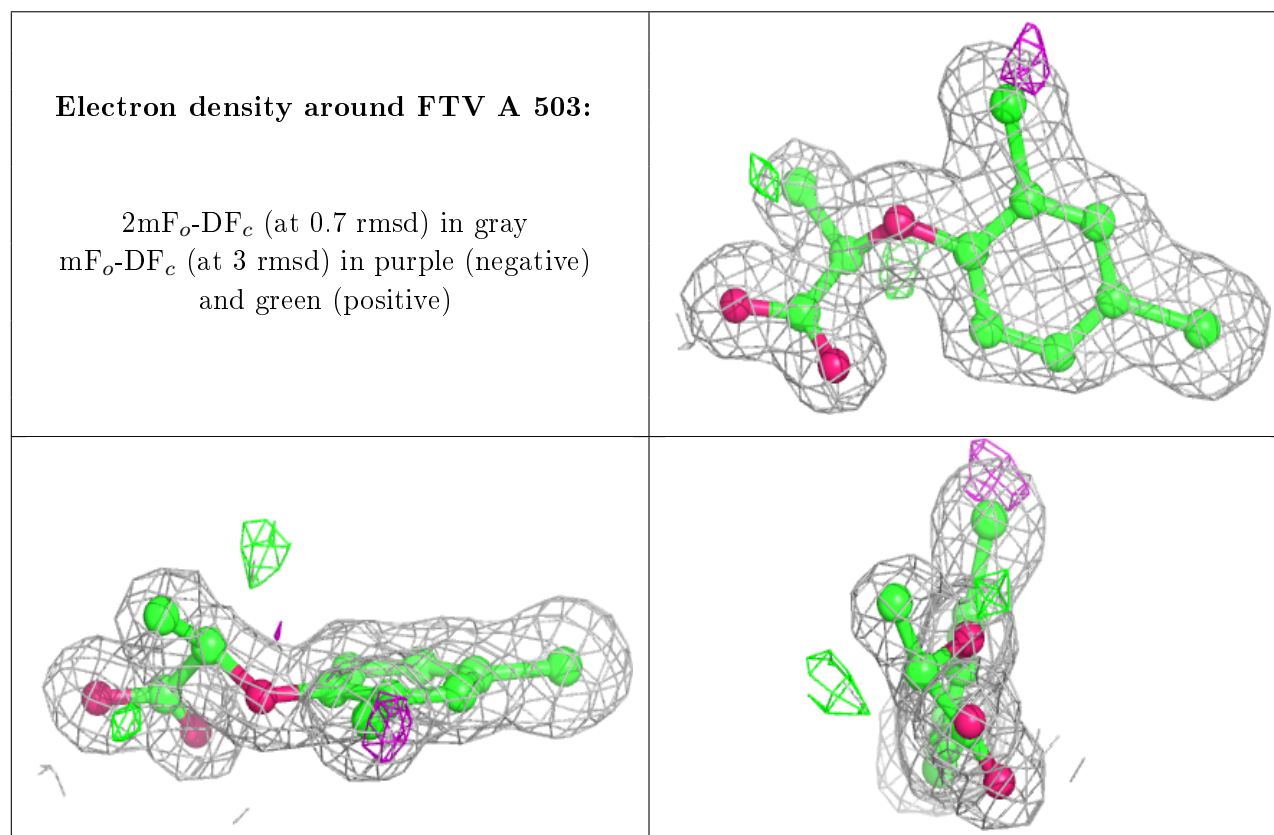 Electron density around FTV A 503:
2mFₒ-DF𝒸 (at 0.7 rmsd) in gray
mFₒ-DF𝒸 (at 3 rmsd) in purple (negative)
and green (positive)